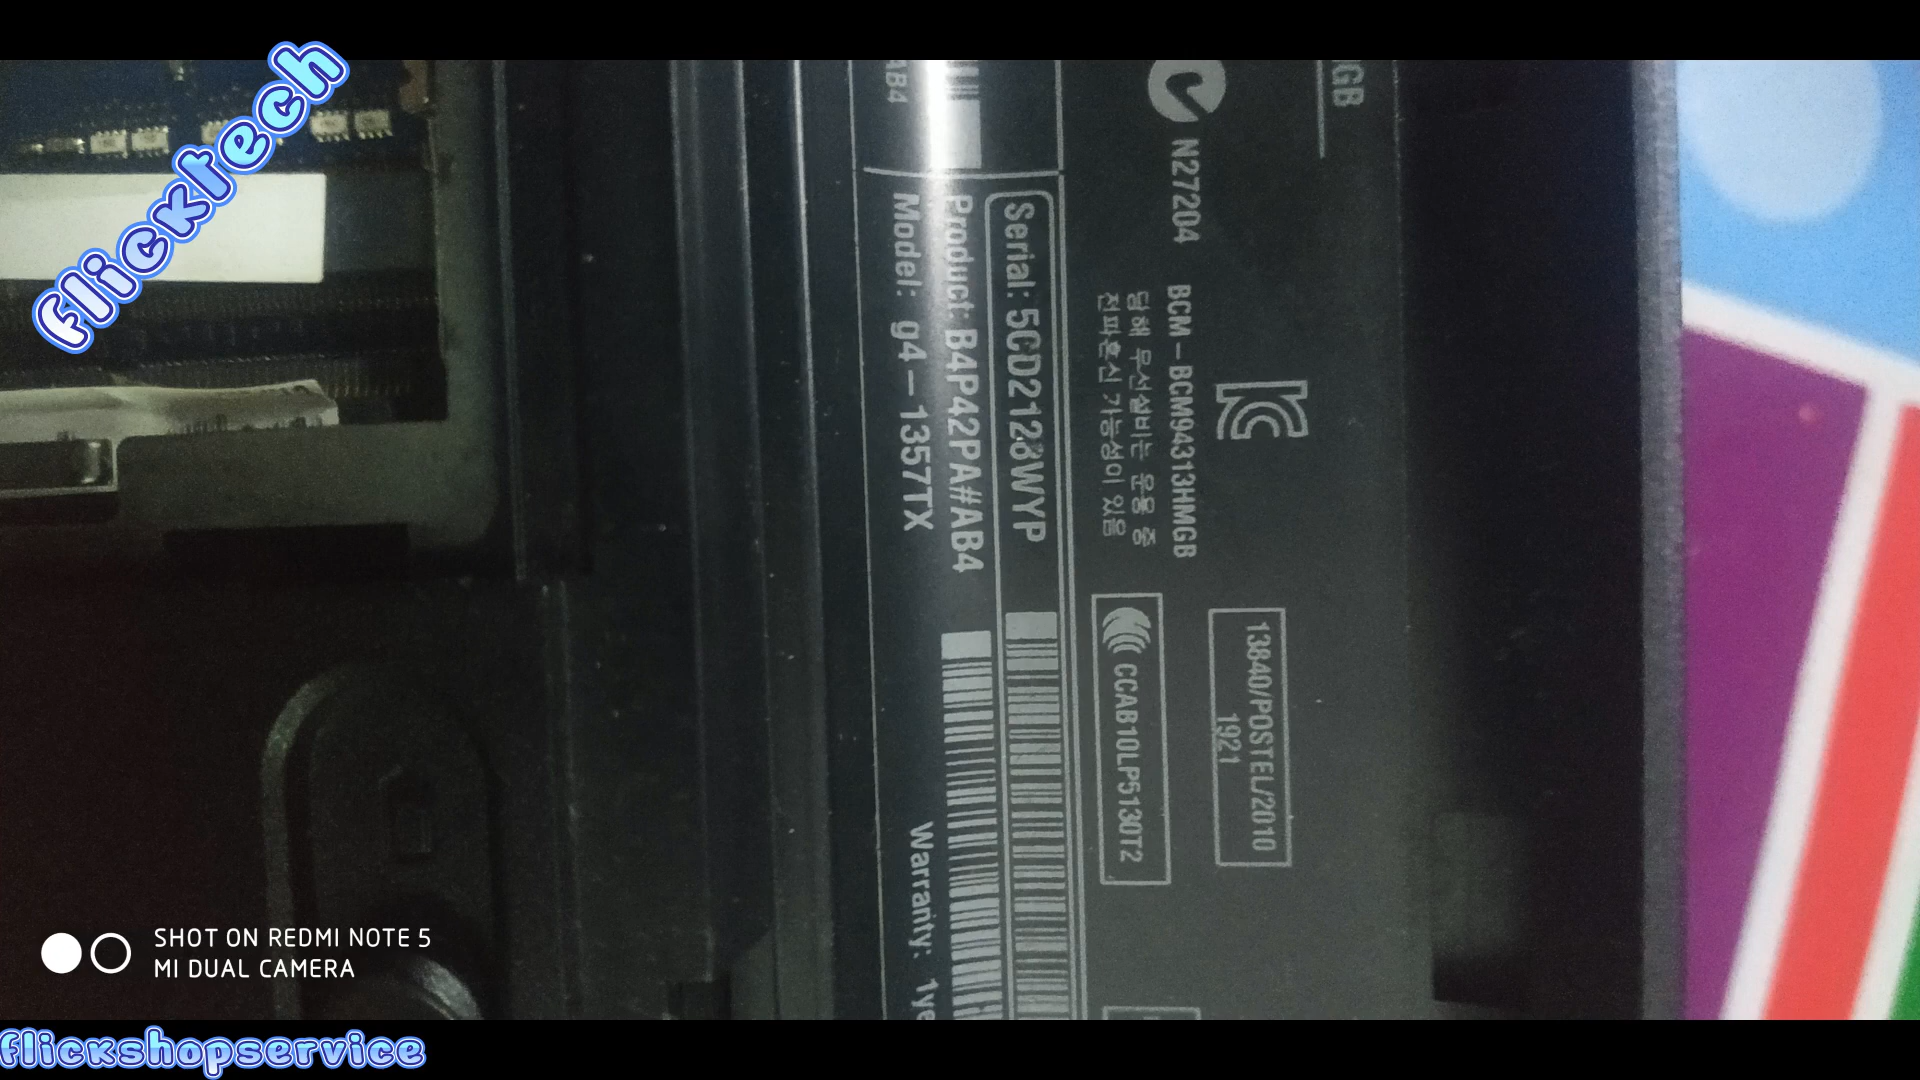 flicktech
GB
N27204
BCM-BCM94313HMGB
당해 무선설비는 운용 중
전파혼신 가능성이 있음
13840/POSTEL/2010
1921
CCAB10LP5130T2
AB4
Serial: 5CD2128WYP
Product: B4P42PA#AB4
Model: g4-1357TX
Warranty: 1ye
SHOT ON REDMI NOTE 5
MI DUAL CAMERA
flickshopservice